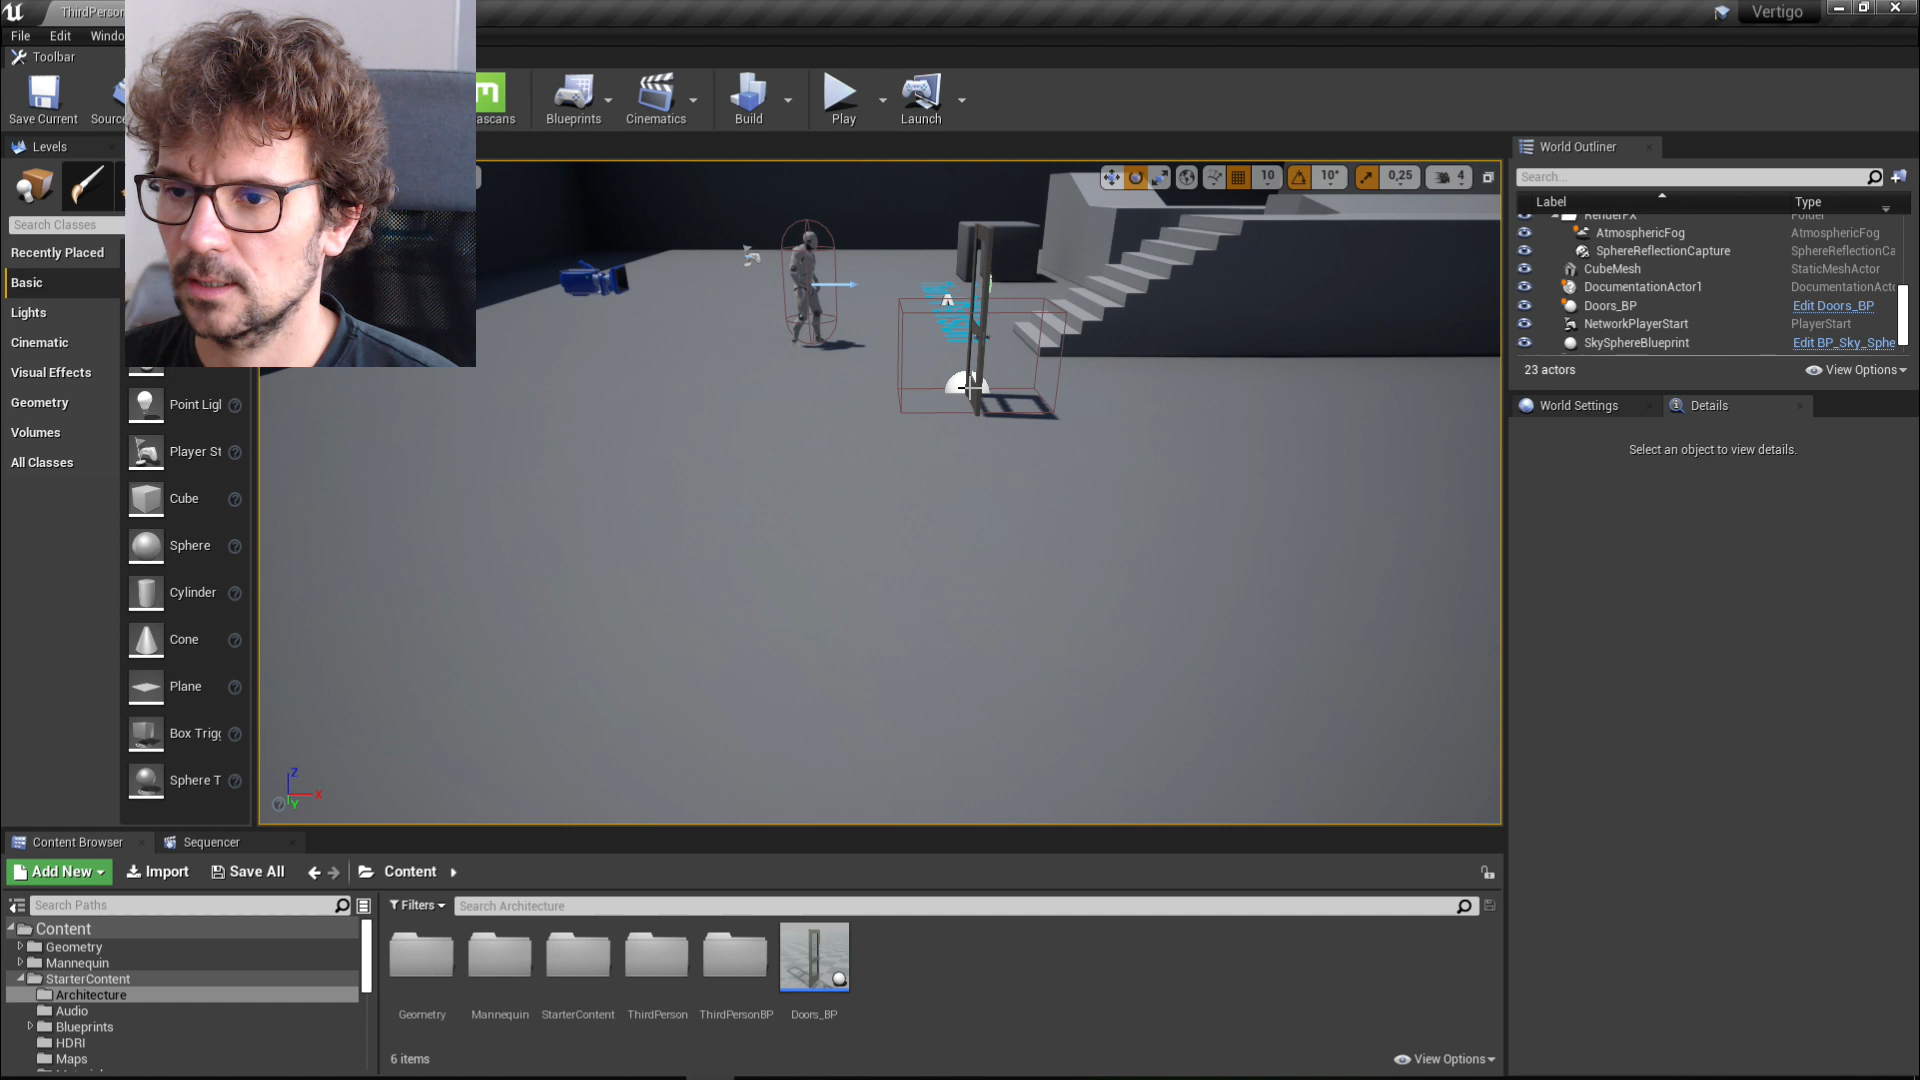 ThirdPerson
Vertigo
File Edit Windo
Toolbar
Save Current
Source
ascans
Blueprints
Cinematics
Build
Play
Launch
Levels
Search Classes
Recently Placed
Basic
Lights
Cinematic
Visual Effects
Geometry
Volumes
All Classes
Point Ligl
Player St
Cube
Sphere
Cylinder
Cone
Plane
Box Trigg
Sphere T
10
10°
0,25
4
A
Z
X
Y
World Outliner
Search...
Label Type
RenderFX Folder
AtmosphericFog AtmosphericFog
SphereReflectionCapture SphereReflectionCa
CubeMesh StaticMeshActor
DocumentationActor1 DocumentationActo
Doors_BP Edit Doors_BP
NetworkPlayerStart PlayerStart
SkySphereBlueprint Edit BP_Sky_Sphe
23 actors View Options
World Settings Details
Select an object to view details.
Content Browser Sequencer
Add New Import Save All Content
Search Paths
Content
Geometry
Mannequin
StarterContent
Architecture
Audio
Blueprints
HDRI
Maps
Filters Search Architecture
Geometry Mannequin StarterContent ThirdPerson ThirdPersonBP Doors_BP
6 items View Options